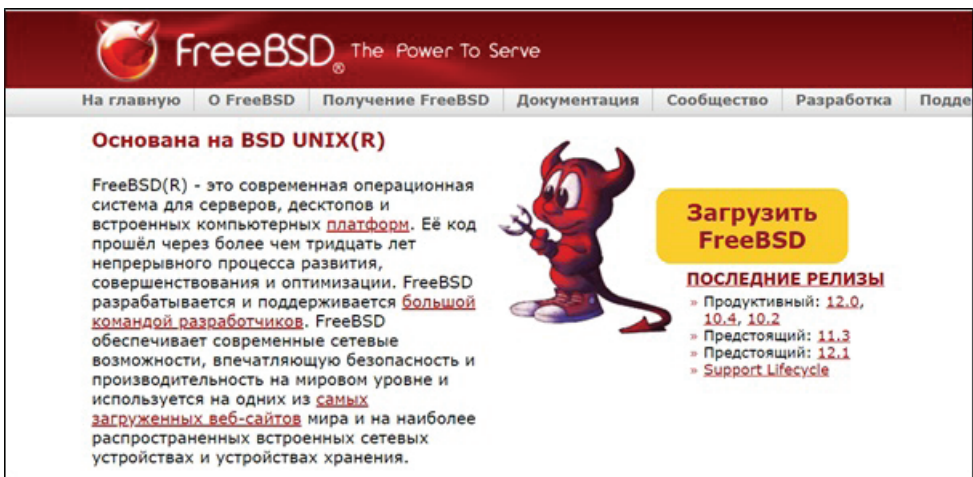 FreeBSD® The Power To Serve
На главную О FreeBSD Получение FreeBSD Документация Сообщество Разработка Подде
Основана на BSD UNIX(R)
FreeBSD(R) - это современная операционная
система для серверов, десктопов и
встроенных компьютерных платформ. Её код
прошёл через более чем тридцать лет
непрерывного процесса развития,
совершенствования и оптимизации. FreeBSD
разрабатывается и поддерживается большой
командой разработчиков. FreeBSD
обеспечивает современные сетевые
возможности, впечатляющую безопасность и
производительность на мировом уровне и
используется на одних из самых
загруженных веб-сайтов мира и на наиболее
распространенных встроенных сетевых
устройствах и устройствах хранения.
Загрузить
FreeBSD
ПОСЛЕДНИЕ РЕЛИЗЫ
» Продуктивный: 12.0,
10.4, 10.2
» Предстоящий: 11.3
» Предстоящий: 12.1
» Support Lifecycle